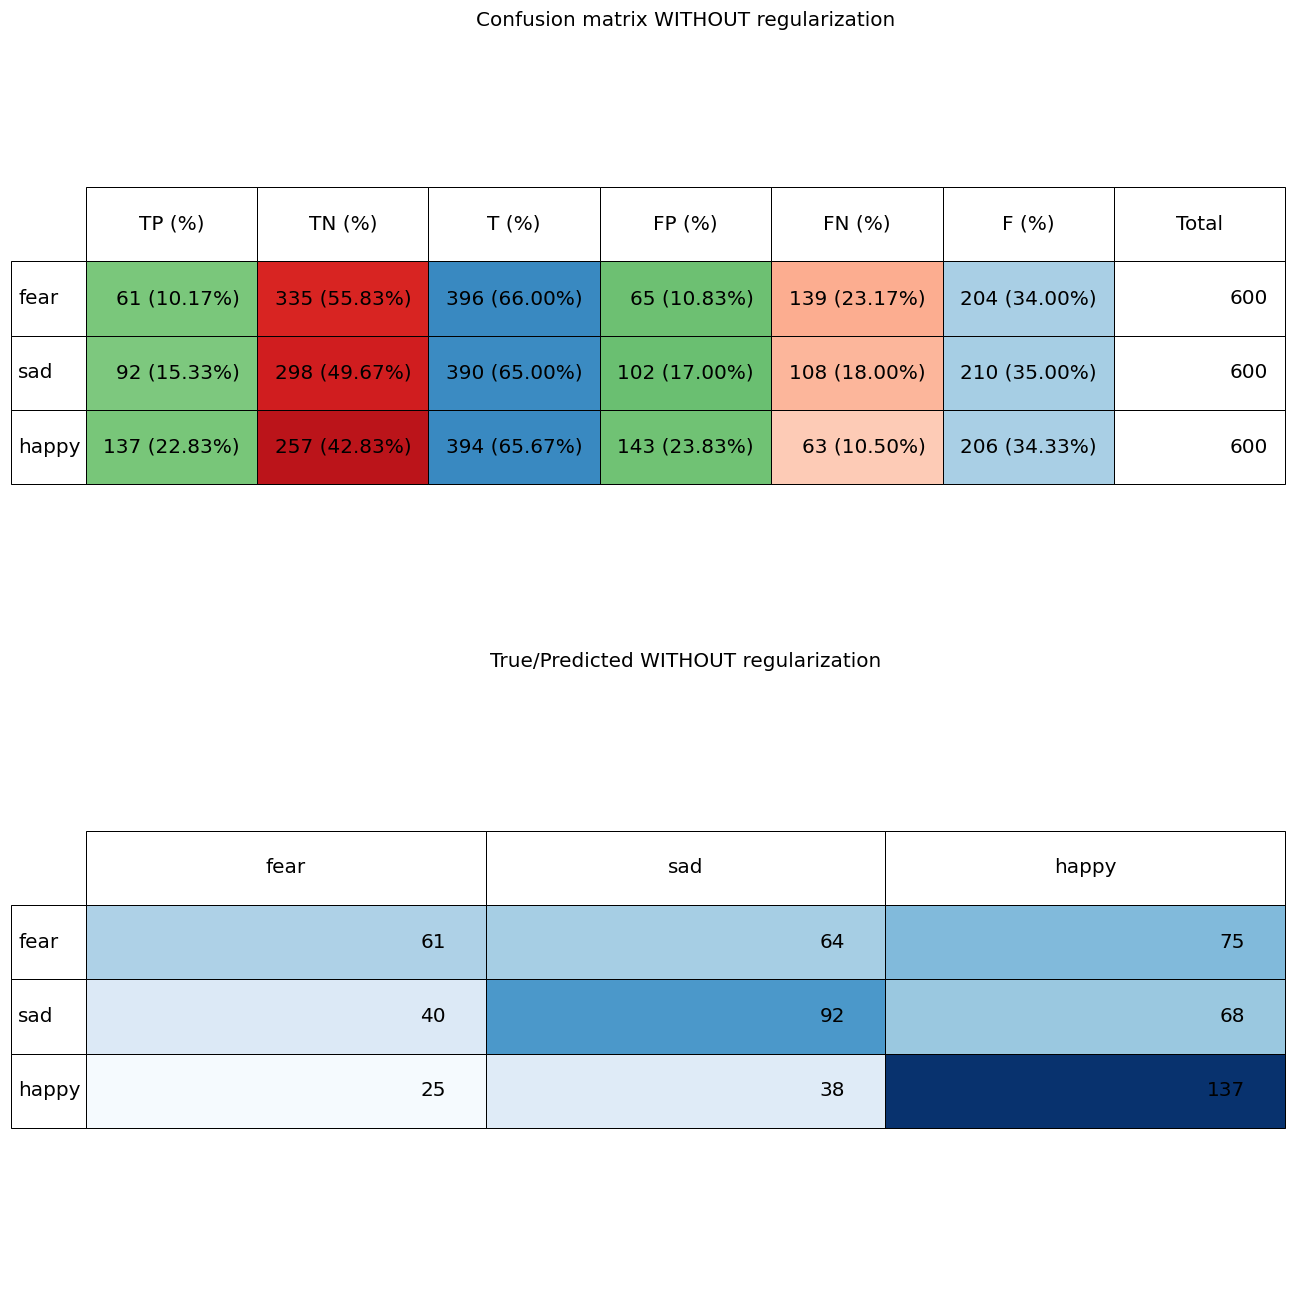 Confusion matrix WITHOUT regularization
TP (%) TN (%) T (%) FP (%) FN (%) F (%) Total
fear 61 (10.17%) 335 (55.83%) 396 (66.00%) 65 (10.83%) 139 (23.17%) 204 (34.00%) 600
sad 92 (15.33%) 298 (49.67%) 390 (65.00%) 102 (17.00%) 108 (18.00%) 210 (35.00%) 600
happy 137 (22.83%) 257 (42.83%) 394 (65.67%) 143 (23.83%) 63 (10.50%) 206 (34.33%) 600
True/Predicted WITHOUT regularization
fear sad happy
fear 61 64 75
sad 40 92 68
happy 25 38 137